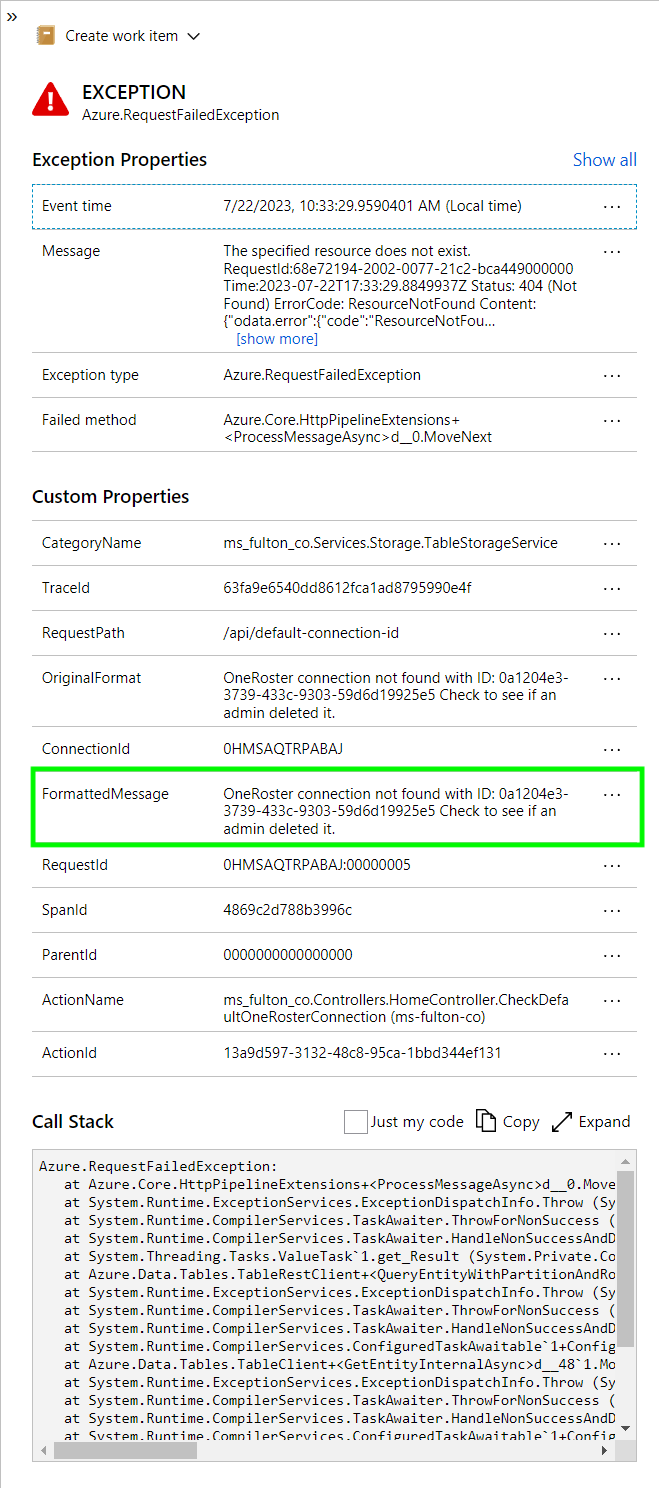 »
Create work item
EXCEPTION
Azure.RequestFailedException
Exception Properties Show all
Event time 7/22/2023, 10:33:29.9590401 AM (Local time) ...
Message The specified resource does not exist. ...
RequestId:68e72194-2002-0077-21c2-bca449000000
Time:2023-07-22T17:33:29.8849937Z Status: 404 (Not
Found) ErrorCode: ResourceNotFound Content:
{"odata.error":{"code":"ResourceNotFou...
[show more]
Exception type Azure.RequestFailedException ...
Failed method Azure.Core.HttpPipelineExtensions+ ...
<ProcessMessageAsync>d__0.MoveNext
Custom Properties
CategoryName ms_fulton_co.Services.Storage.TableStorageService ...
TraceId 63fa9e6540dd8612fca1ad8795990e4f ...
RequestPath /api/default-connection-id ...
OriginalFormat OneRoster connection not found with ID: 0a1204e3- ...
3739-433c-9303-59d6d19925e5 Check to see if an
admin deleted it.
ConnectionId 0HMSAQTRPABAJ ...
FormattedMessage OneRoster connection not found with ID: 0a1204e3- ...
3739-433c-9303-59d6d19925e5 Check to see if an
admin deleted it.
RequestId 0HMSAQTRPABAJ:00000005 ...
SpanId 4869c2d788b3996c ...
ParentId 0000000000000000 ...
ActionName ms_fulton_co.Controllers.HomeController.CheckDefa ...
ultOneRosterConnection (ms-fulton-co)
ActionId 13a9d597-3132-48c8-95ca-1bbd344ef131 ...
Call Stack Just my code Copy Expand
Azure.RequestFailedException:
at Azure.Core.HttpPipelineExtensions+<ProcessMessageAsync>d__0.Move
at System.Runtime.ExceptionServices.ExceptionDispatchInfo.Throw (Sy
at System.Runtime.CompilerServices.TaskAwaiter.ThrowForNonSuccess (
at System.Runtime.CompilerServices.TaskAwaiter.HandleNonSuccessAndD
at System.Threading.Tasks.ValueTask`1.get_Result (System.Private.Co
at Azure.Data.Tables.TableRestClient+<QueryEntityWithPartitionAndRo
at System.Runtime.ExceptionServices.ExceptionDispatchInfo.Throw (Sy
at System.Runtime.CompilerServices.TaskAwaiter.ThrowForNonSuccess (
at System.Runtime.CompilerServices.TaskAwaiter.HandleNonSuccessAndD
at System.Runtime.CompilerServices.ConfiguredTaskAwaitable`1+Config
at Azure.Data.Tables.TableClient+<GetEntityInternalAsync>d__48`1.Mo
at System.Runtime.ExceptionServices.ExceptionDispatchInfo.Throw (Sy
at System.Runtime.CompilerServices.TaskAwaiter.ThrowForNonSuccess (
at System.Runtime.CompilerServices.TaskAwaiter.HandleNonSuccessAndD
at System.Runtime.CompilerServices.ConfiguredTaskAwaitable`1+Config